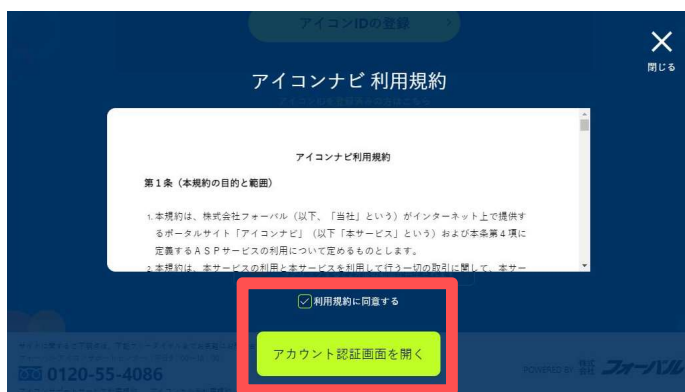 アイコンIDの登録
閉じる
アイコンナビ 利用規約
アイコンナビ利用規約
第1条（本規約の目的と範囲）
1. 本規約は、株式会社フォーバル（以下、「当社」という）がインターネット上で提供す
るポータルサイト「アイコンナビ」（以下「本サービス」という）および本条第4項に
定義するASPサービスの利用について定めるものとします。
2. 本規約は、本サービスの利用と本サービスを利用して行う一切の取引に関して、本サー
利用規約に同意する
アカウント認証画面を開く
0120-55-4086
POWERED BY 株式会社 フォーバル